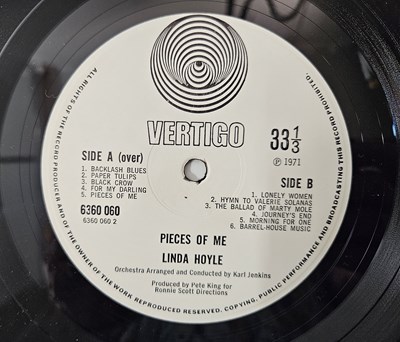 ALL RIGHTS OF THE RECORD PRODUCER AND OF THE OWNER OF THE WORK REPRODUCED RESERVED. COPYING, PUBLIC PERFORMANCE AND BROADCASTING THIS RECORD PROHIBITED.
VERTIGO
33 1/3
℗ 1971
SIDE A (over)
1. BACKLASH BLUES
2. PAPER TULIPS
3. BLACK CROW
4. FOR MY DARLING
5. PIECES OF ME
6360 060
6360 060 2
SIDE B
1. LONELY WOMEN
2. HYMN TO VALERIE SOLANAS
3. THE BALLAD OF MARTY MOLE
4. JOURNEY'S END
5. MORNING FOR ONE
6. BARREL-HOUSE MUSIC
PIECES OF ME
LINDA HOYLE
Orchestra Arranged and Conducted by Karl Jenkins
Produced by Pete King for
Ronnie Scott Directions